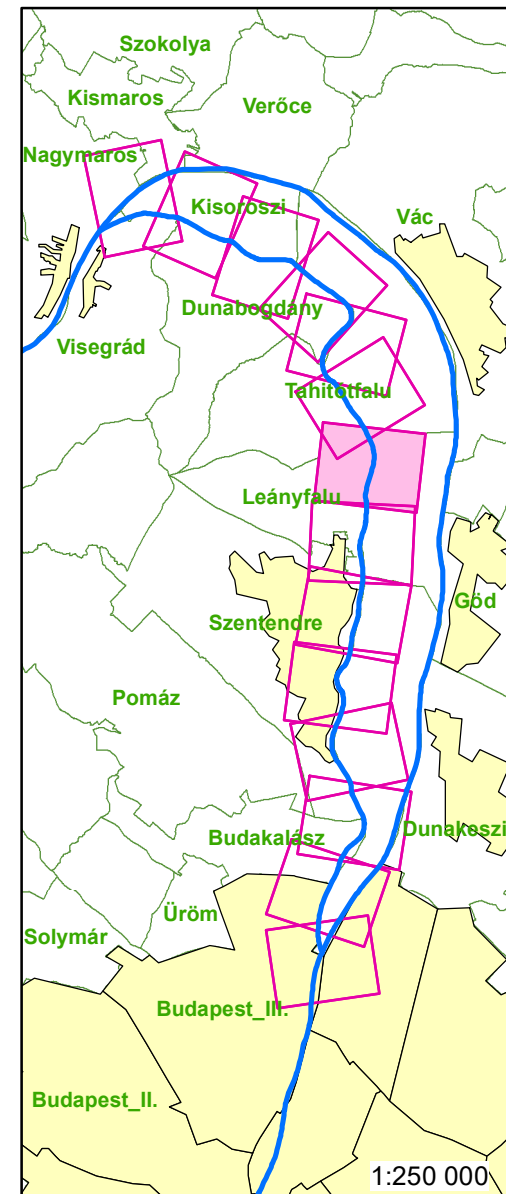 Szokolya
Kismaros
Verőce
Nagymaros
Kisoroszi
Vác
Dunabogdány
Visegrád
Tahitótfalu
Leányfalu
Göd
Szentendre
Pomáz
Budakalász
Dunakeszi
Üröm
Solymár
Budapest_III.
Budapest_II.
1:250 000